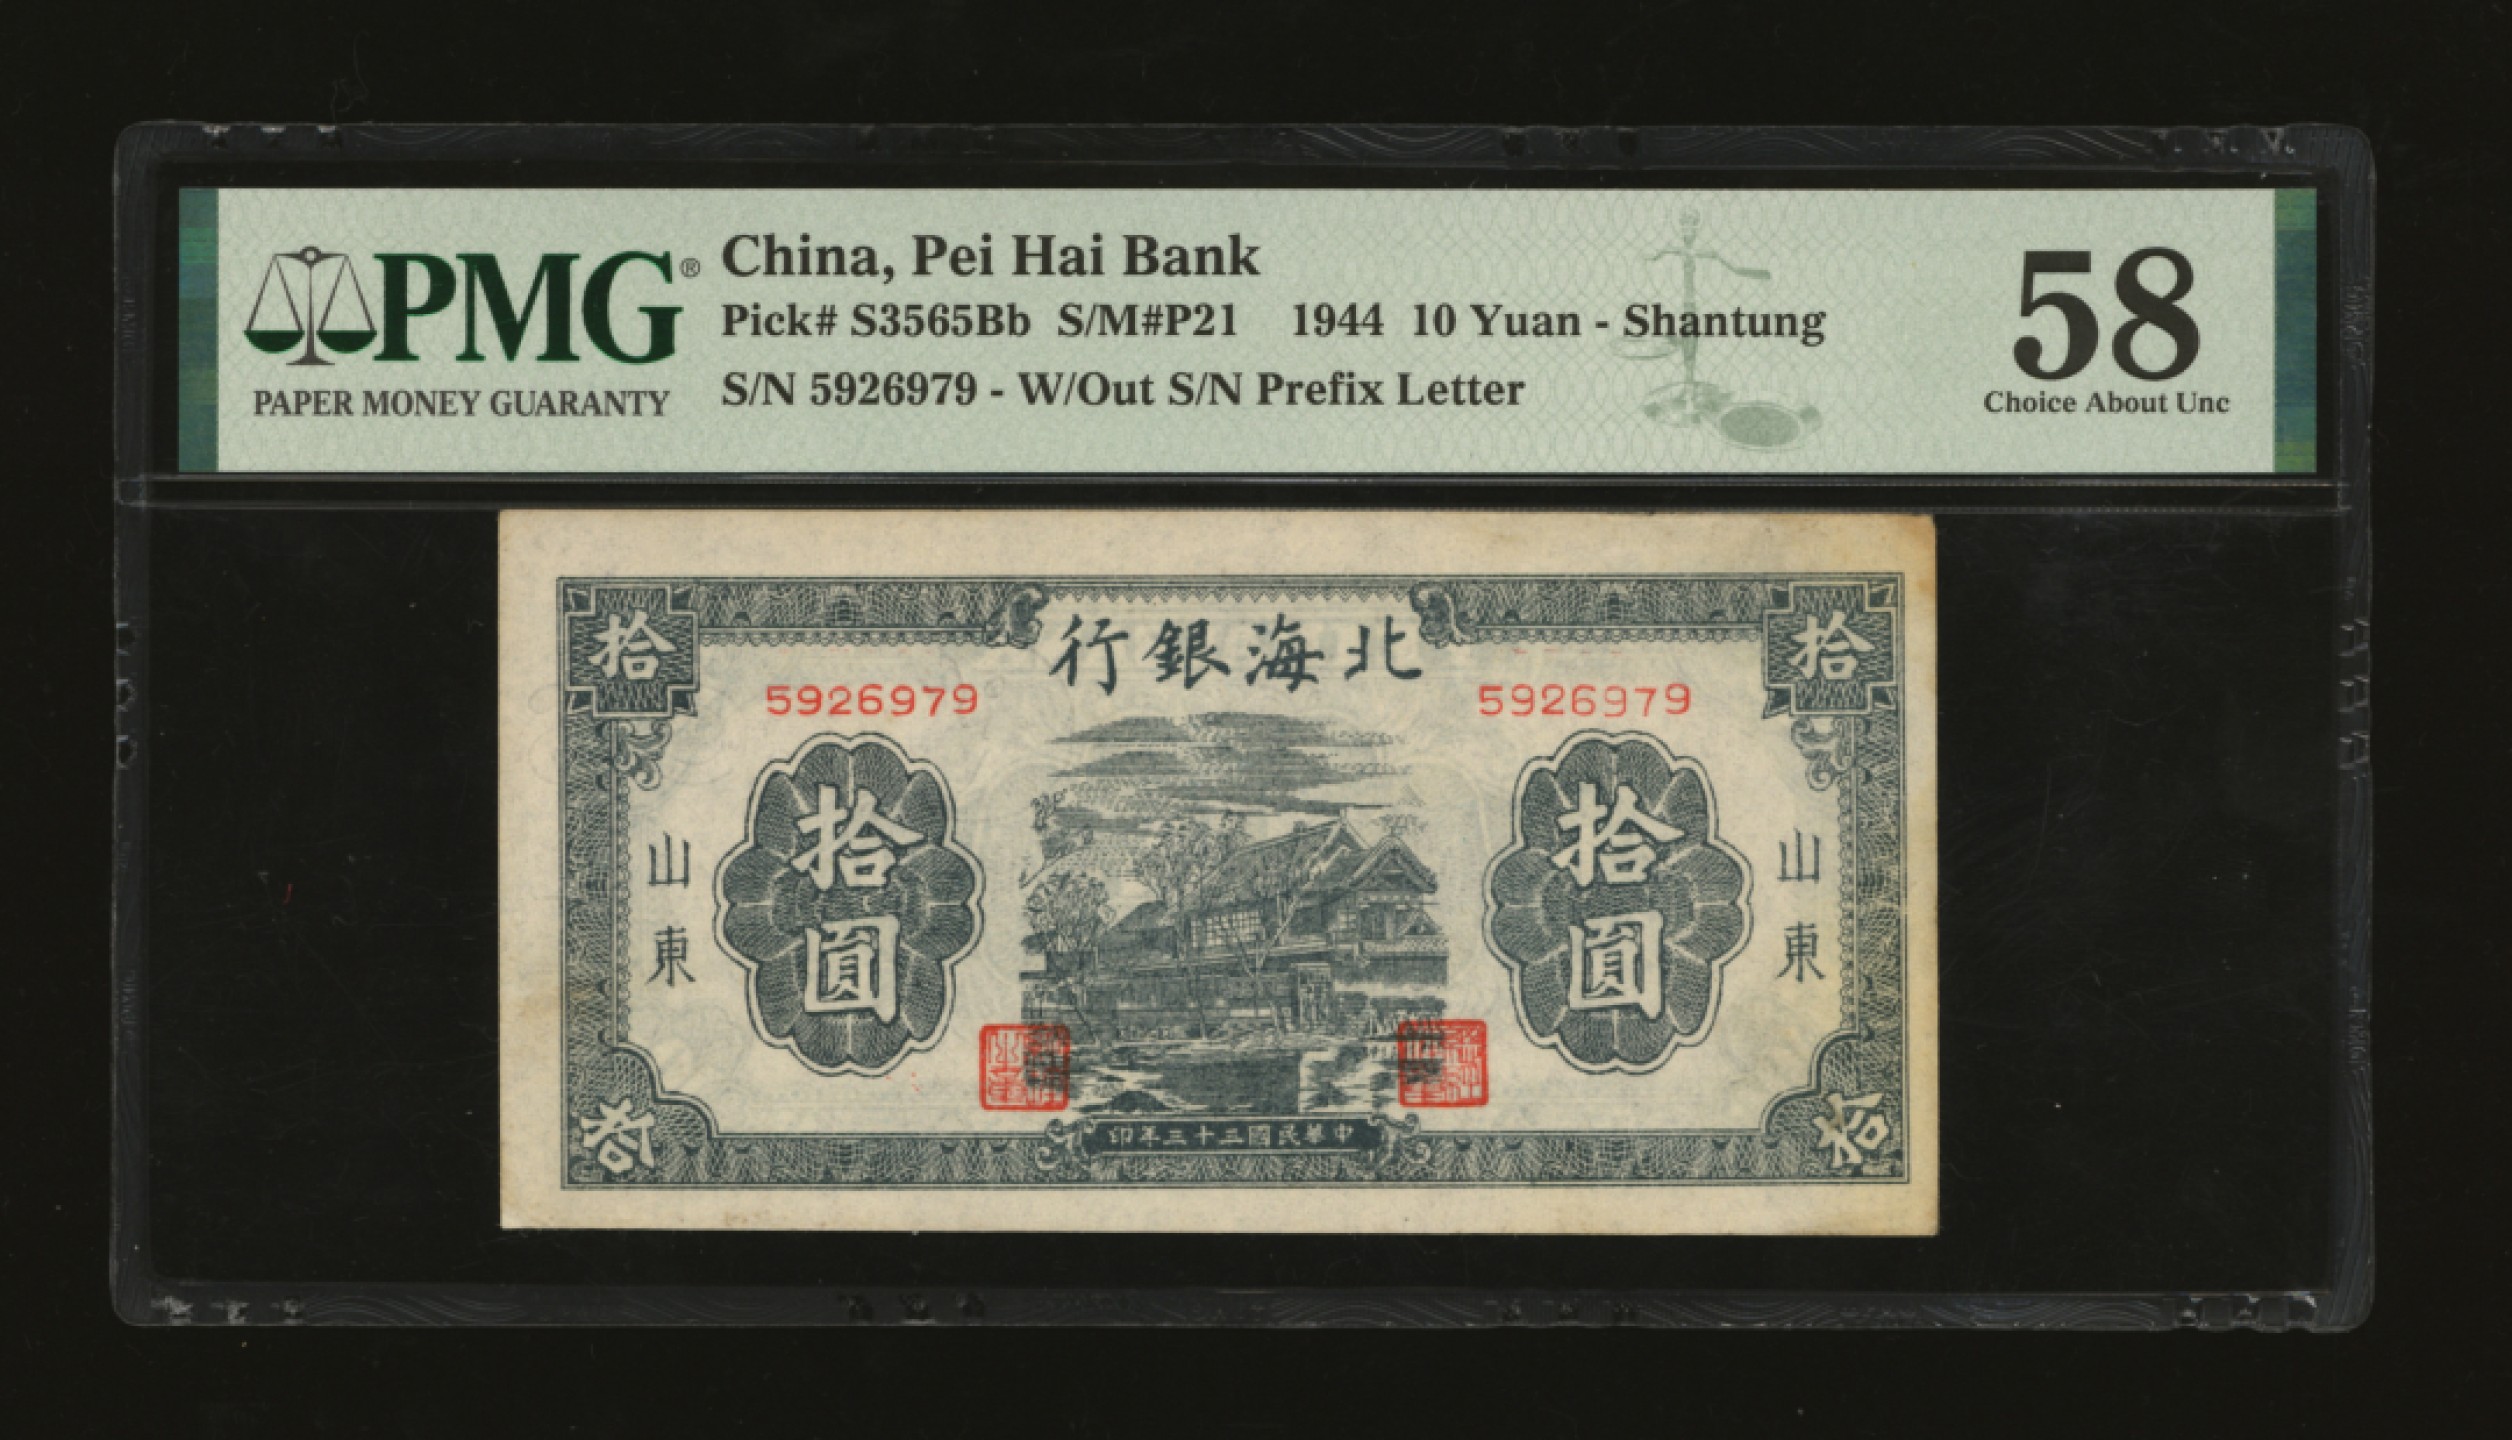 PMG®
PAPER MONEY GUARANTY
China, Pei Hai Bank
Pick# S3565Bb S/M#P21 1944 10 Yuan - Shantung
S/N 5926979 - W/Out S/N Prefix Letter
58
Choice About Unc
拾
行銀海北
拾
5926979
5926979
拾圓
拾圓
山東
山東
拾
印年三十三國民華中
拾